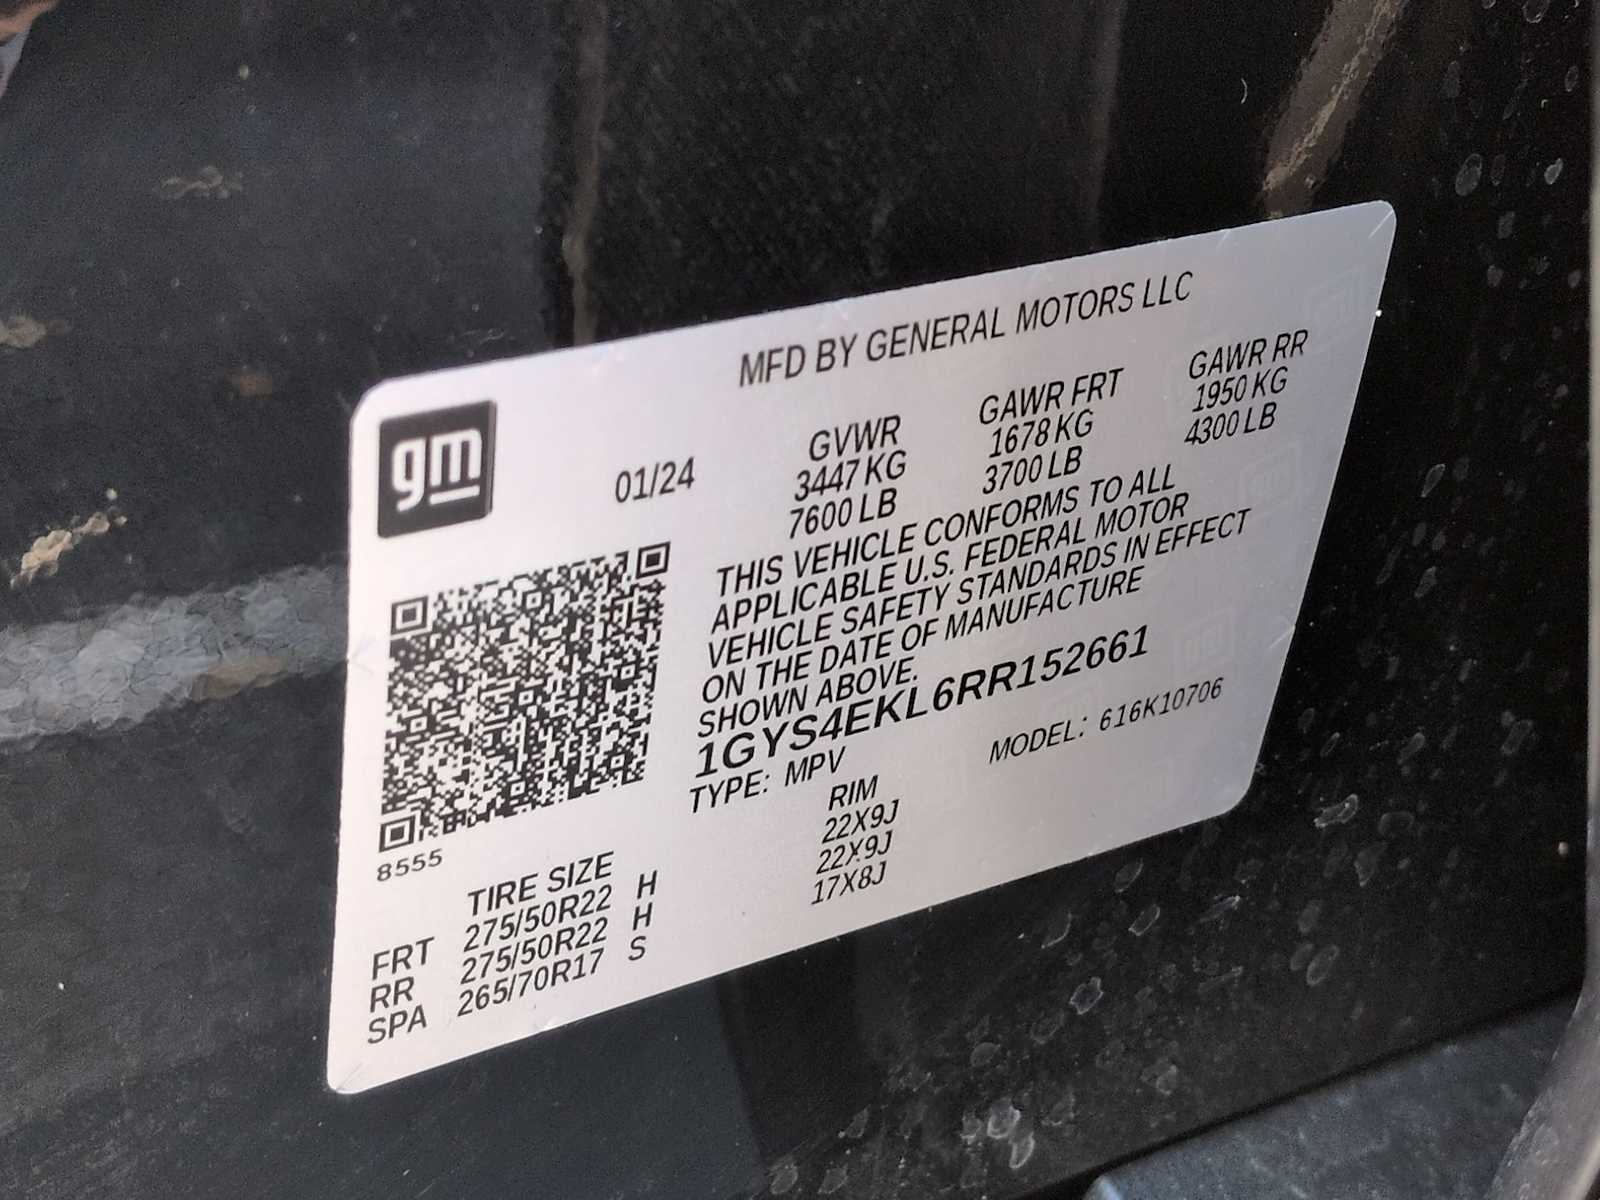 MFD BY GENERAL MOTORS LLC
gm
01/24
GVWR GAWR FRT GAWR RR
3447 KG 1678 KG 1950 KG
7600 LB 3700 LB 4300 LB
THIS VEHICLE CONFORMS TO ALL
APPLICABLE U.S. FEDERAL MOTOR
VEHICLE SAFETY STANDARDS IN EFFECT
ON THE DATE OF MANUFACTURE
SHOWN ABOVE.
1GYS4EKL6RR152661
TYPE: MPV MODEL: 616K10706
8555
TIRE SIZE RIM
FRT 275/50R22 H 22X9J
RR 275/50R22 H 22X9J
SPA 265/70R17 S 17X8J